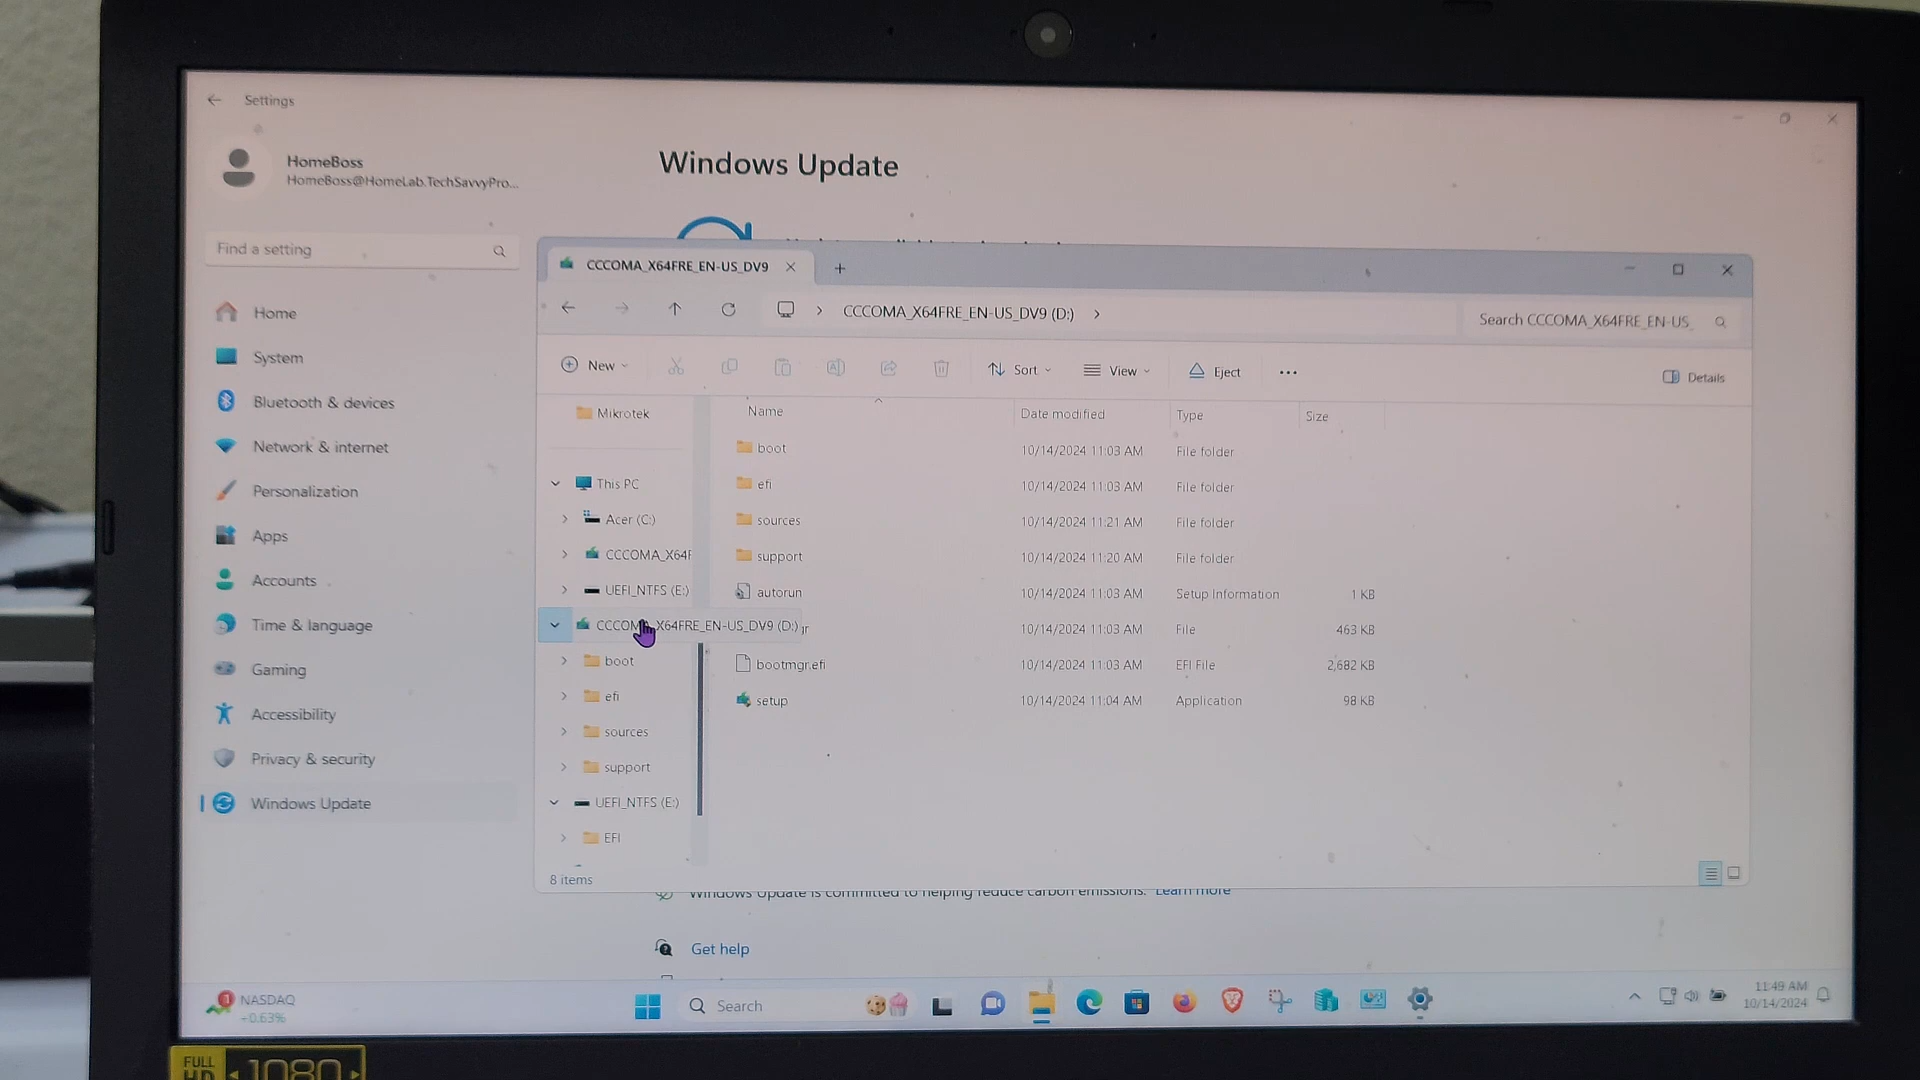 Settings
HomeBoss
HomeBoss@HomeLab.TechSavvyPro...
Find a setting
Home
System
Bluetooth & devices
Network & internet
Personalization
Apps
Accounts
Time & language
Gaming
Accessibility
Privacy & security
Windows Update
Windows Update
CCCOMA_X64FRE_EN-US_DV9
CCCOMA_X64FRE_EN-US_DV9 (D:)
Search CCCOMA_X64FRE_EN-US_
New
Sort
View
Eject
Details
Mikrotek
This PC
Acer (C:)
CCCOMA_X64F
UEFI_NTFS (E:)
CCCOMA_X64FRE_EN-US_DV9 (D:)
boot
efi
sources
support
UEFI_NTFS (E:)
EFI
Name Date modified Type Size
boot 10/14/2024 11:03 AM File folder
efi 10/14/2024 11:03 AM File folder
sources 10/14/2024 11:21 AM File folder
support 10/14/2024 11:20 AM File folder
autorun 10/14/2024 11:03 AM Setup Information 1 KB
gr 10/14/2024 11:03 AM File 463 KB
bootmgr.efi 10/14/2024 11:03 AM EFI File 2,682 KB
setup 10/14/2024 11:04 AM Application 98 KB
8 items
Windows Update is committed to helping reduce carbon emissions. Learn more
Get help
1
NASDAQ
+0.63%
Search
11:49 AM
10/14/2024
FULL
HD 1080